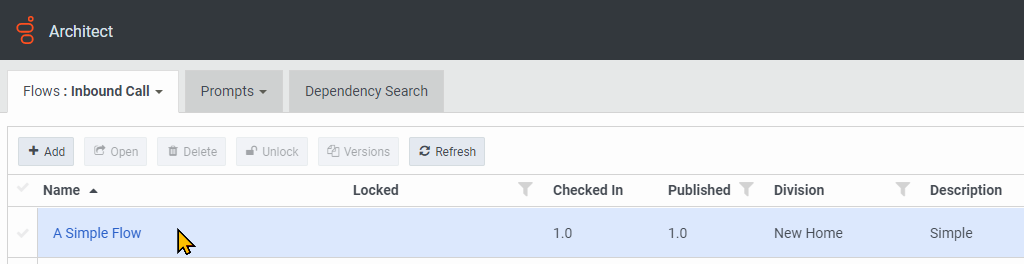 Architect
Flows : Inbound Call Prompts Dependency Search
Add Open Delete Unlock Versions Refresh
Name Locked Checked In Published Division Description
A Simple Flow 1.0 1.0 New Home Simple